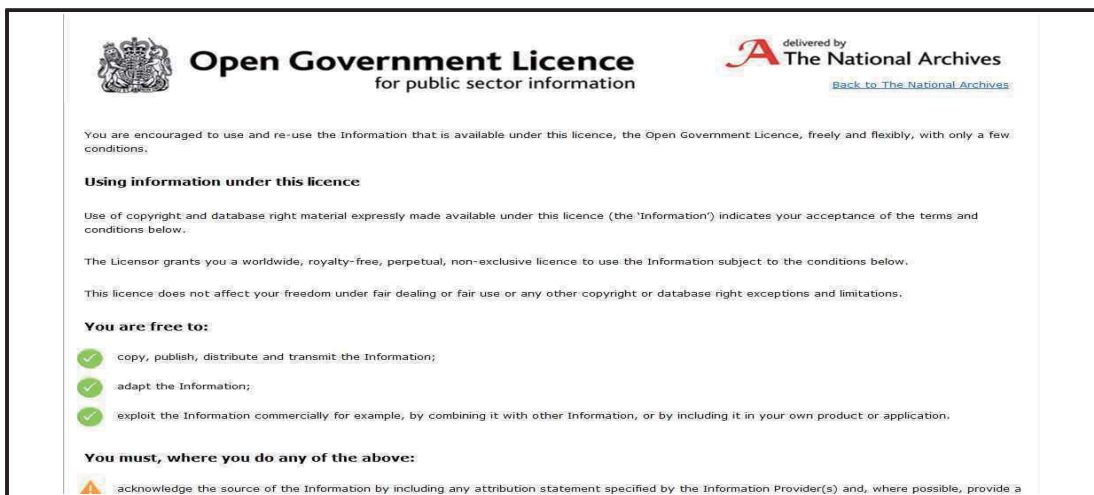 Open Government Licence
for public sector information
delivered by
The National Archives
Back to The National Archives
You are encouraged to use and re-use the Information that is available under this licence, the Open Government Licence, freely and flexibly, with only a few
conditions.
Using information under this licence
Use of copyright and database right material expressly made available under this licence (the 'Information') indicates your acceptance of the terms and
conditions below.
The Licensor grants you a worldwide, royalty-free, perpetual, non-exclusive licence to use the Information subject to the conditions below.
This licence does not affect your freedom under fair dealing or fair use or any other copyright or database right exceptions and limitations.
You are free to:
copy, publish, distribute and transmit the Information;
adapt the Information;
exploit the Information commercially for example, by combining it with other Information, or by including it in your own product or application.
You must, where you do any of the above:
acknowledge the source of the Information by including any attribution statement specified by the Information Provider(s) and, where possible, provide a